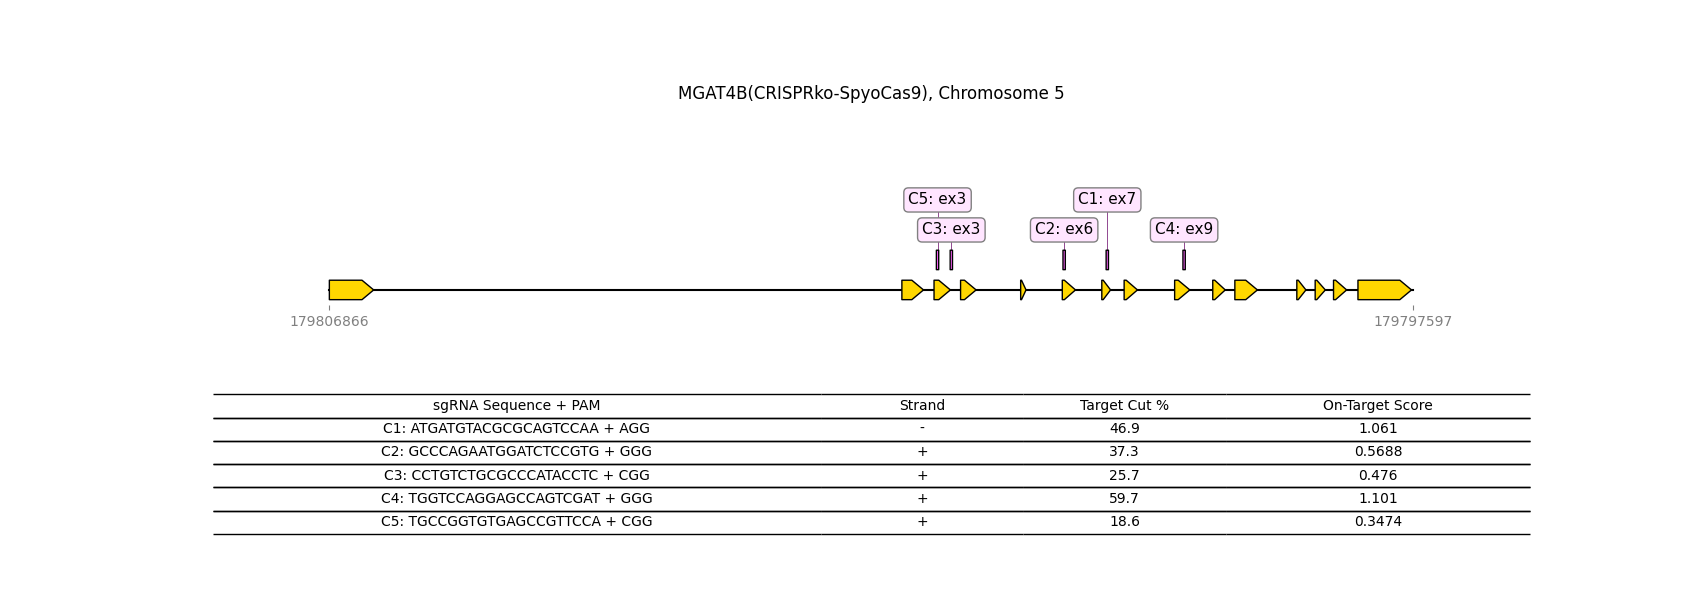 MGAT4B(CRISPRko-SpyoCas9), Chromosome 5
C5: ex3 C1: ex7
C3: ex3 C2: ex6 C4: ex9
179806866 179797597
sgRNA Sequence + PAM Strand Target Cut % On-Target Score
C1: ATGATGTACGCGCAGTCCAA + AGG - 46.9 1.061
C2: GCCCAGAATGGATCTCCGTG + GGG + 37.3 0.5688
C3: CCTGTCTGCGCCCATACCTC + CGG + 25.7 0.476
C4: TGGTCCAGGAGCCAGTCGAT + GGG + 59.7 1.101
C5: TGCCGGTGTGAGCCGTTCCA + CGG + 18.6 0.3474